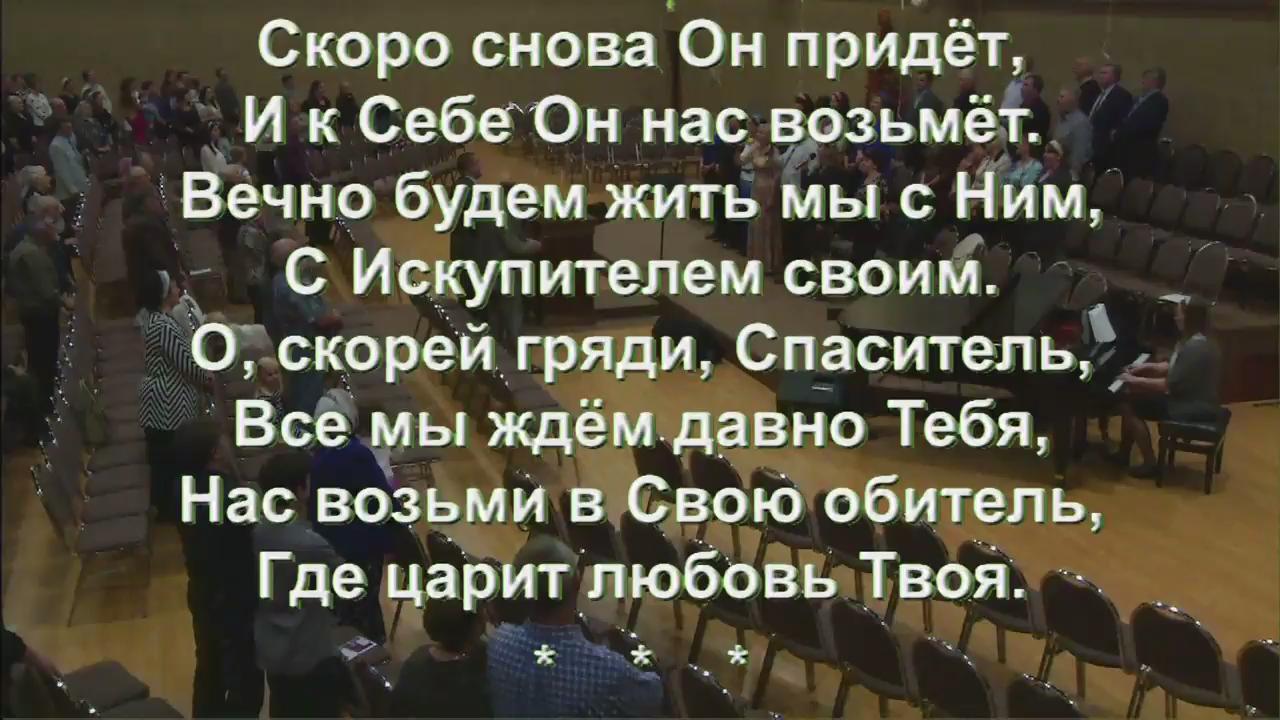 Скоро снова Он придёт,
И к Себе Он нас возьмёт.
Вечно будем жить мы с Ним,
С Искупителем своим.
О, скорей гряди, Спаситель,
Все мы ждём давно Тебя,
Нас возьми в Свою обитель,
Где царит любовь Твоя.
* * *